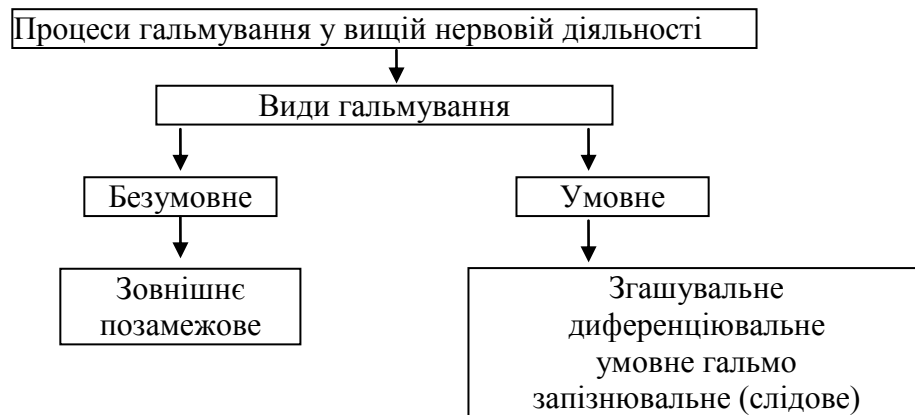 Процеси гальмування у вищій нервовій діяльності
Види гальмування
Безумовне
Умовне
Зовнішнє
позамежове
Згашувальне
диференціювальне
умовне гальмо
запізнювальне (слідове)